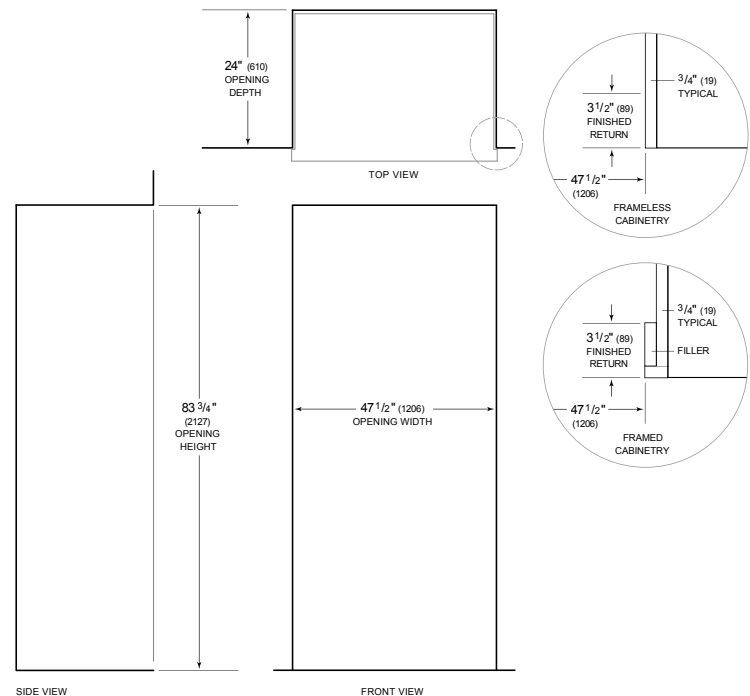 24" (610)
OPENING
DEPTH
TOP VIEW
3/4" (19)
TYPICAL
3 1/2" (89)
FINISHED
RETURN
47 1/2"
(1206)
FRAMELESS
CABINETRY
3/4" (19)
TYPICAL
3 1/2" (89)
FINISHED
RETURN
FILLER
47 1/2"
(1206)
FRAMED
CABINETRY
83 3/4"
(2127)
OPENING
HEIGHT
47 1/2" (1206)
OPENING WIDTH
SIDE VIEW
FRONT VIEW